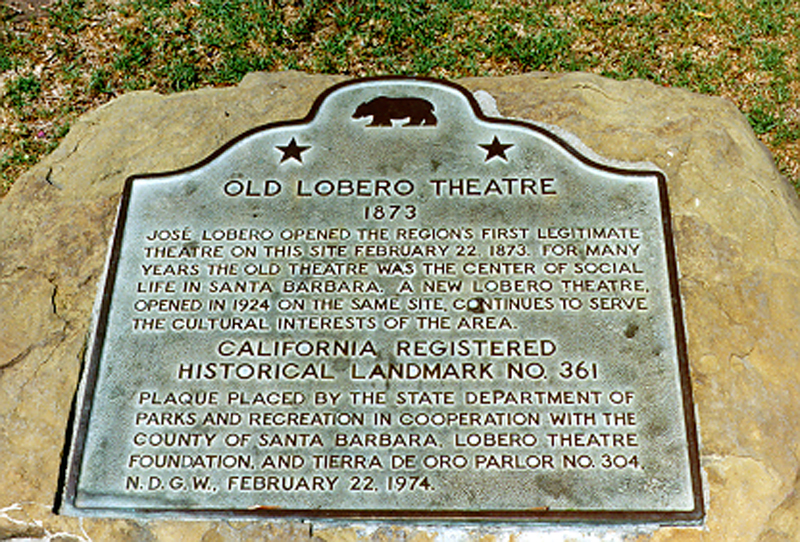 OLD LOBERO THEATRE
1873
JOSÉ LOBERO OPENED THE REGION'S FIRST LEGITIMATE
THEATRE ON THIS SITE FEBRUARY 22, 1873. FOR MANY
YEARS THE OLD THEATRE WAS THE CENTER OF SOCIAL
LIFE IN SANTA BARBARA. A NEW LOBERO THEATRE,
OPENED IN 1924 ON THE SAME SITE, CONTINUES TO SERVE
THE CULTURAL INTERESTS OF THE AREA.
CALIFORNIA REGISTERED
HISTORICAL LANDMARK NO. 361
PLAQUE PLACED BY THE STATE DEPARTMENT OF
PARKS AND RECREATION IN COOPERATION WITH THE
COUNTY OF SANTA BARBARA, LOBERO THEATRE
FOUNDATION, AND TIERRA DE ORO PARLOR NO. 304,
N.D.G.W., FEBRUARY 22, 1974.